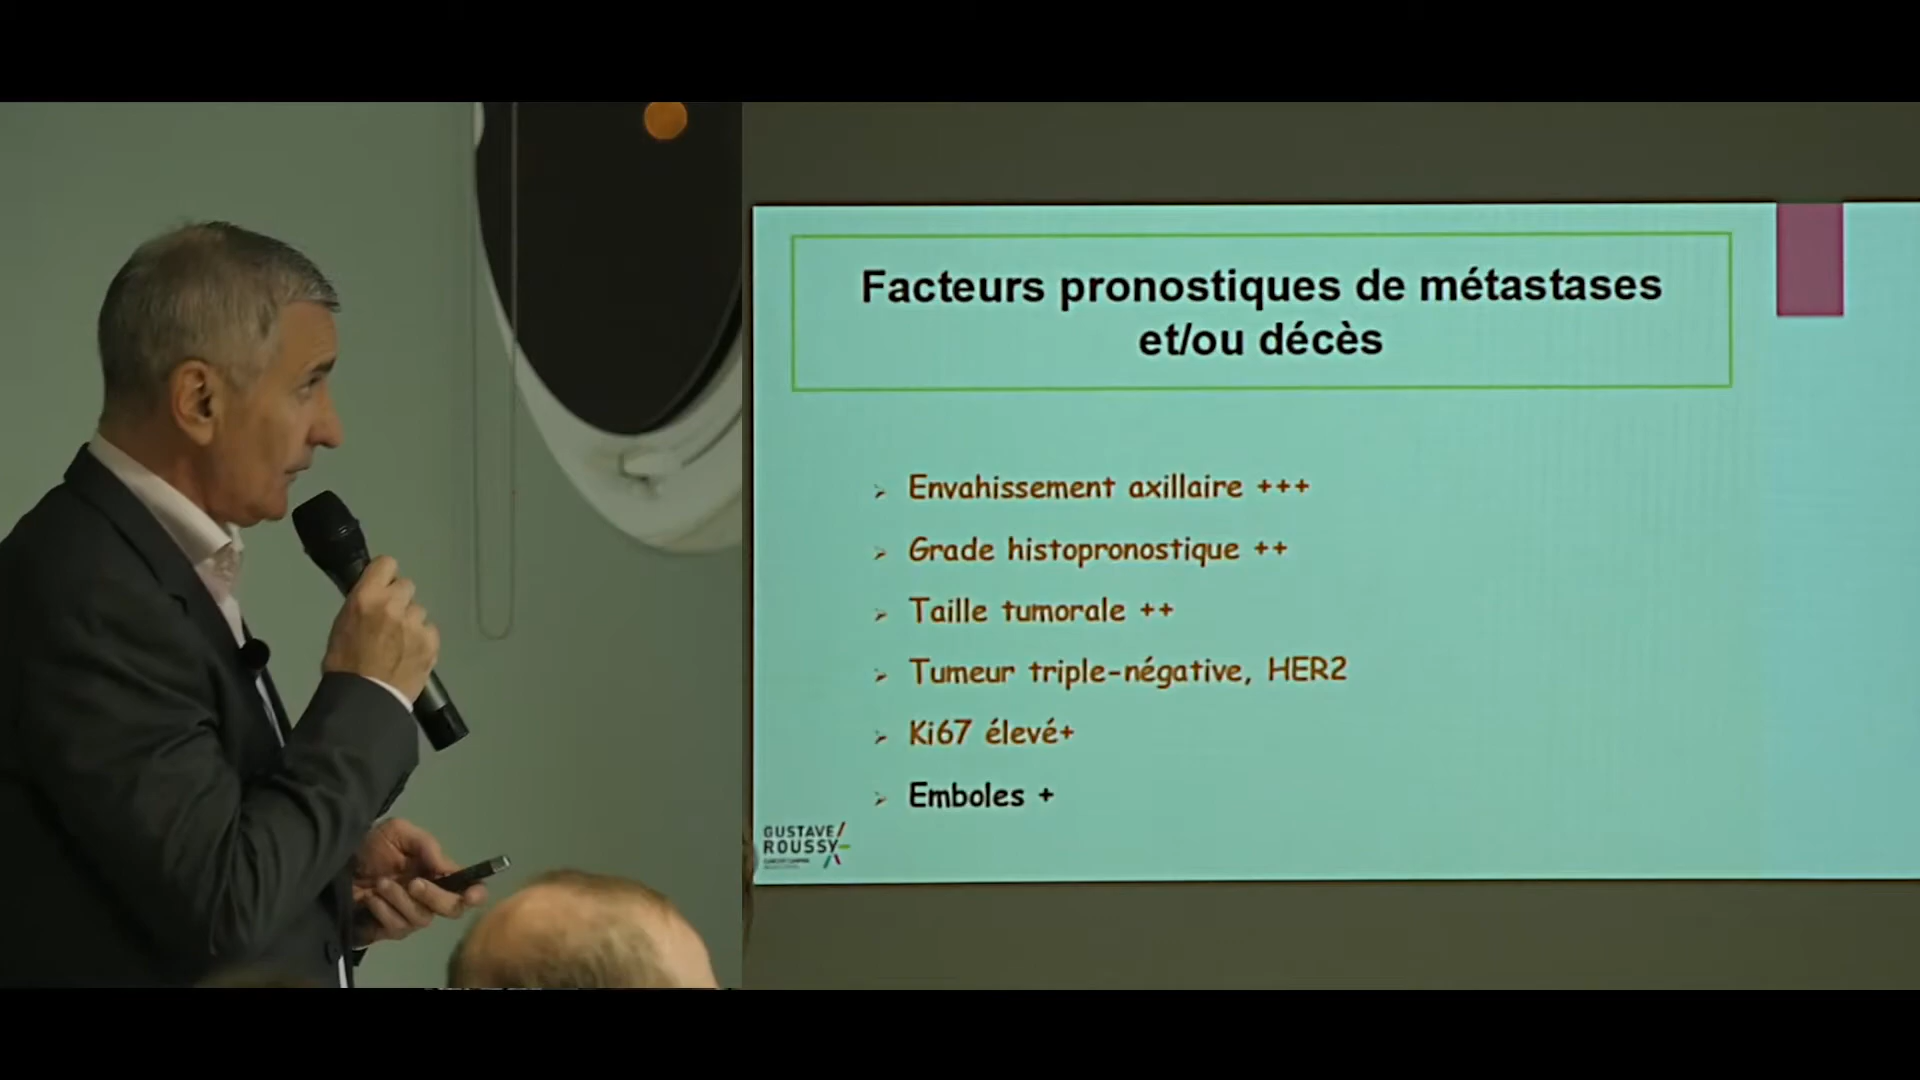 Facteurs pronostiques de métastases
et/ou décès
Envahissement axillaire +++
Grade histopronostique ++
Taille tumorale ++
Tumeur triple-négative, HER2
Ki67 élevé+
Emboles +
GUSTAVE/
ROUSSY